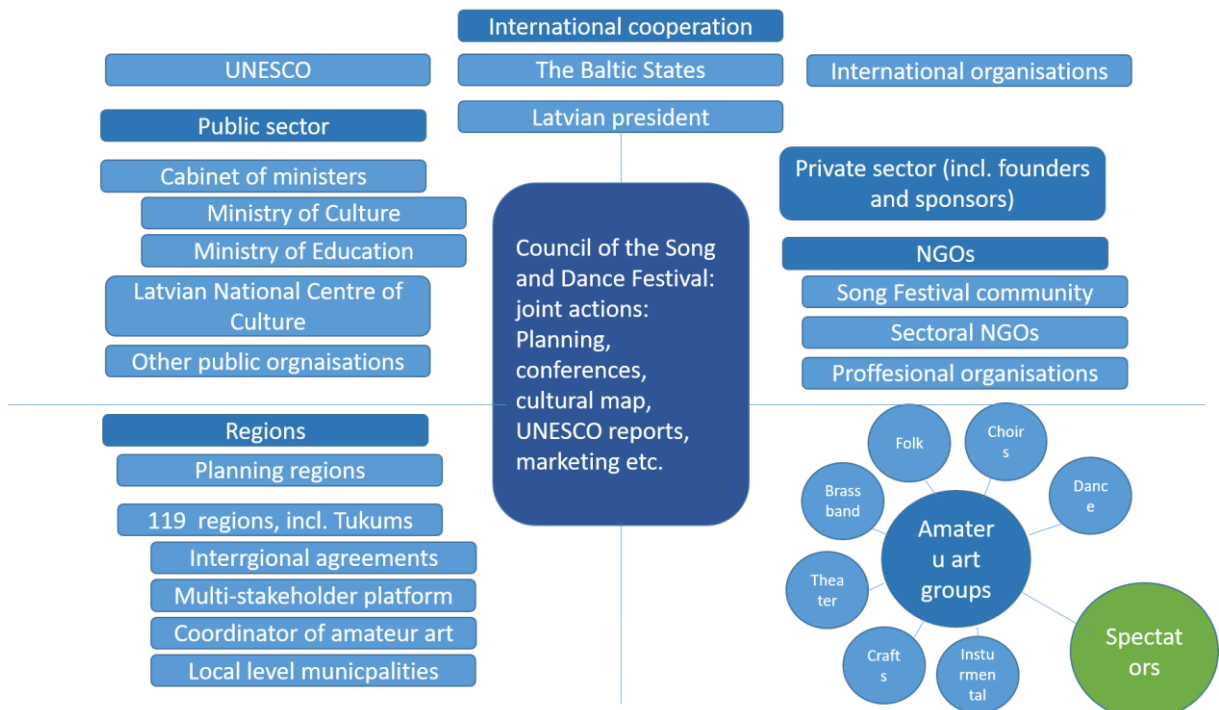 International cooperation
UNESCO
The Baltic States
International organisations
Latvian president
Public sector
Cabinet of ministers
Ministry of Culture
Ministry of Education
Latvian National Centre of
Culture
Other public orgnaisations
Council of the Song
and Dance Festival:
joint actions:
Planning,
conferences,
cultural map,
UNESCO reports,
marketing etc.
Private sector (incl. founders
and sponsors)
NGOs
Song Festival community
Sectoral NGOs
Proffesional organisations
Regions
Planning regions
119 regions, incl. Tukums
Interrgional agreements
Multi-stakeholder platform
Coordinator of amateur art
Local level municpalities
Folk
Choir
s
Brass
band
Danc
e
Amater
u art
groups
Thea
ter
Craft
s
Instu
rmen
tal
Spectat
ors